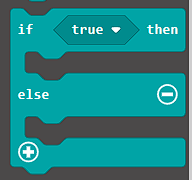 if true then
else